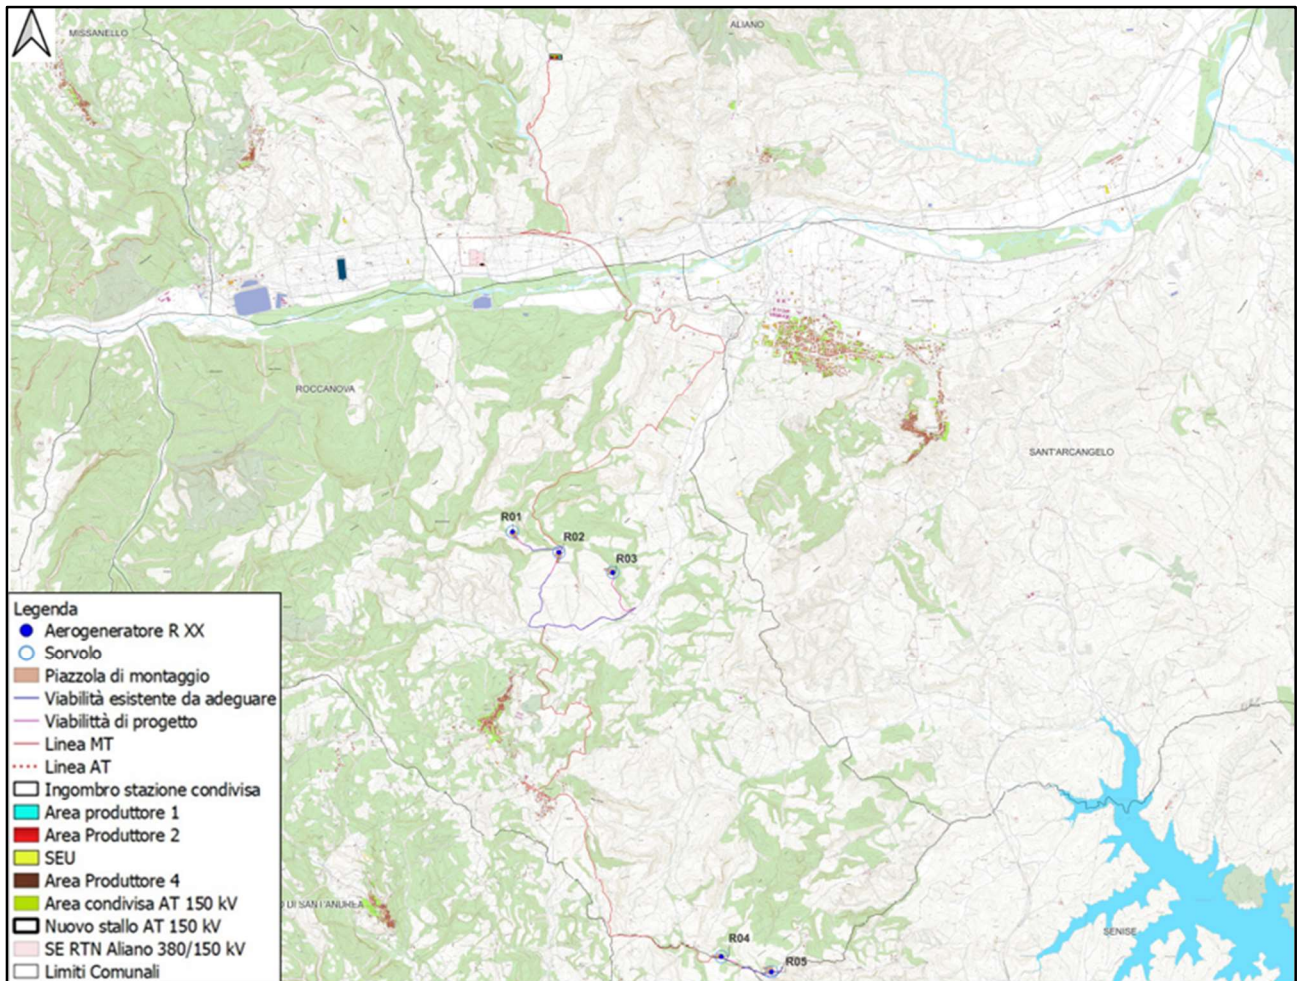 MISSANELLO
ALIANO
ROCCANOVA
SANT'ARCANGELO
R01
R02
R03
Legenda
Aerogeneratore R XX
Sorvolo
Piazzola di montaggio
Viabilità esistente da adeguare
Viabilittà di progetto
Linea MT
Linea AT
Ingombro stazione condivisa
Area produttore 1
Area Produttore 2
SEU
Area Produttore 4
Area condivisa AT 150 kV
Nuovo stallo AT 150 kV
SE RTN Aliano 380/150 kV
Limiti Comunali
O DI SANT'ANDREA
SENISE
R04
R05